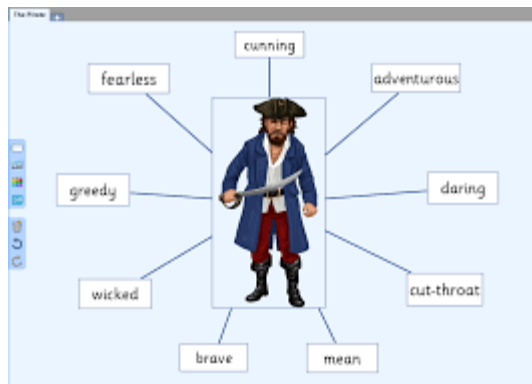 The Pirate
cunning
fearless
adventurous
greedy
daring
wicked
cut-throat
brave
mean